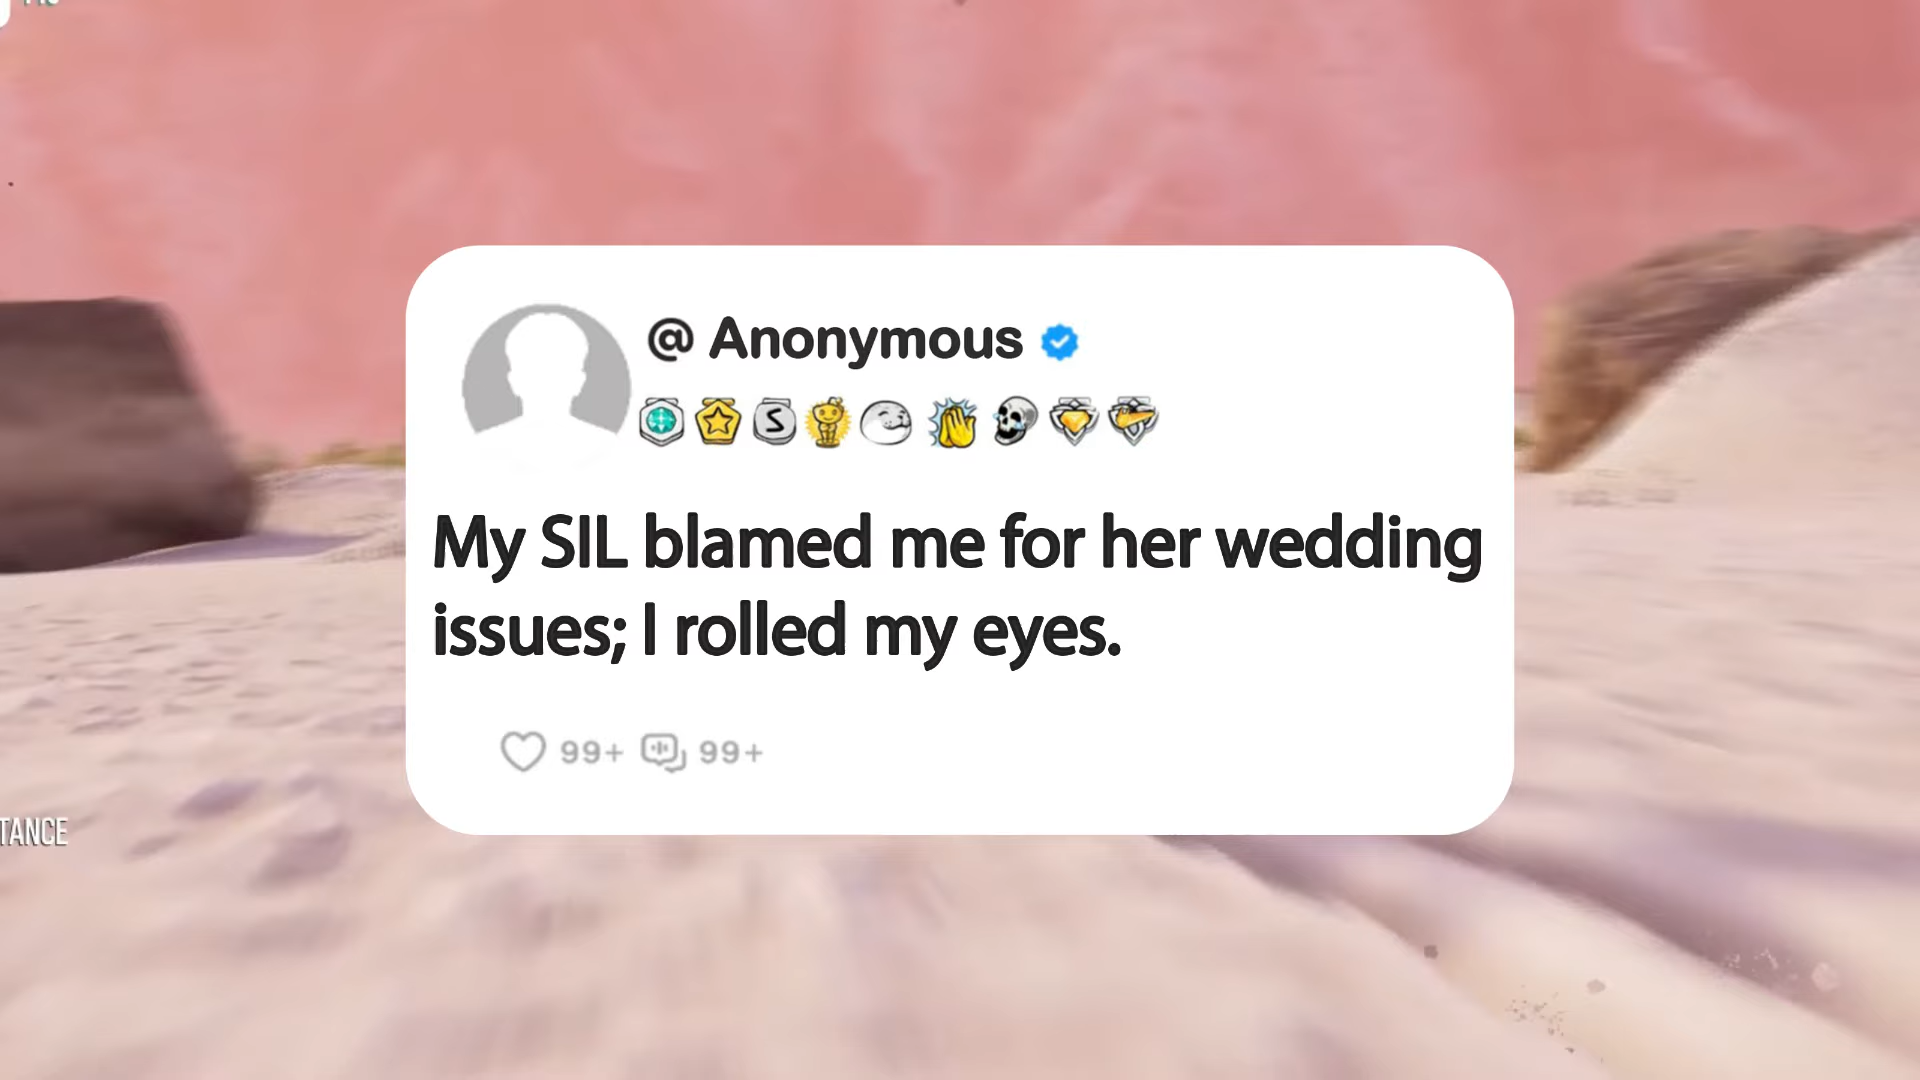 @ Anonymous
My SIL blamed me for her wedding
issues; I rolled my eyes.
99+ 99+
TANCE